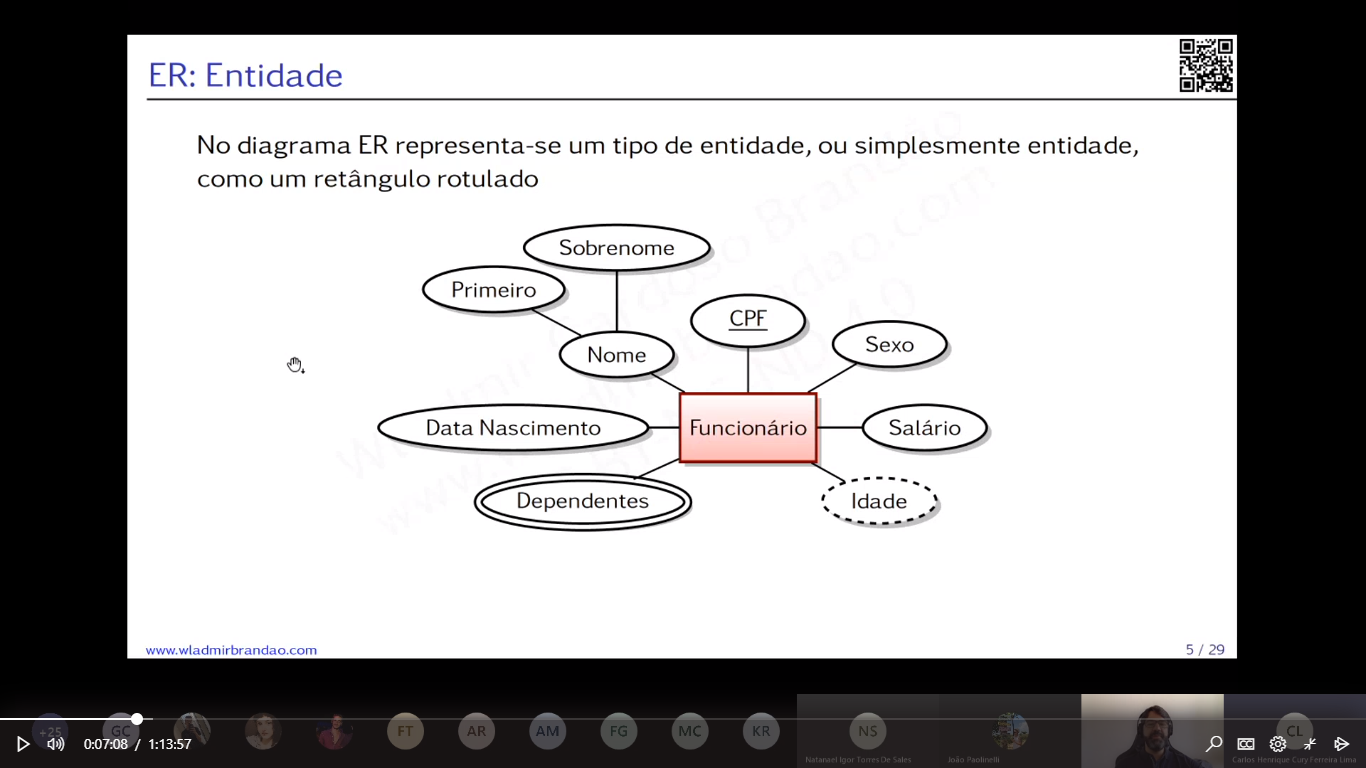 ER: Entidade
No diagrama ER representa-se um tipo de entidade, ou simplesmente entidade,
como um retângulo rotulado
Sobrenome
Primeiro
CPF
Nome
Sexo
Data Nascimento
Funcionário
Salário
Dependentes
Idade
www.wladmirbrandao.com
5 / 29
+25
GC
FT
AR
AM
FG
MC
KR
NS
CL
0:07:08 / 1:13:57
CC
Natanael Igor Torres De Sales
João Paolinelli
Carlos Henrique Cury Ferreira Lima